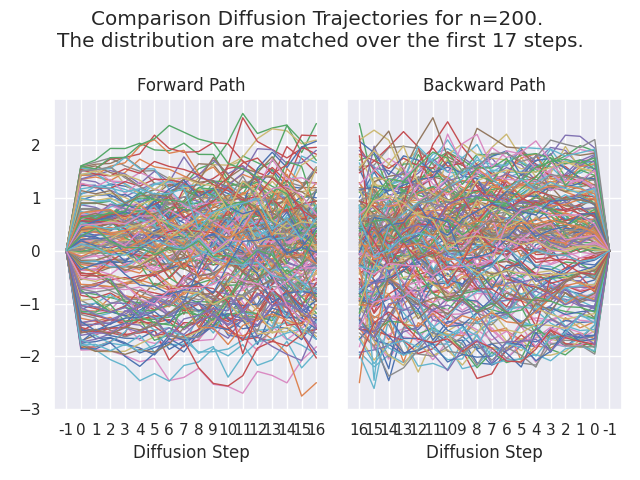 Comparison Diffusion Trajectories for n=200.
The distribution are matched over the first 17 steps.
Forward Path
Backward Path
2
1
0
−1
−2
−3
-1 0 1 2 3 4 5 6 7 8 9 10 11 12 13 14 15 16
16 15 14 13 12 11 10 9 8 7 6 5 4 3 2 1 0 -1
Diffusion Step
Diffusion Step